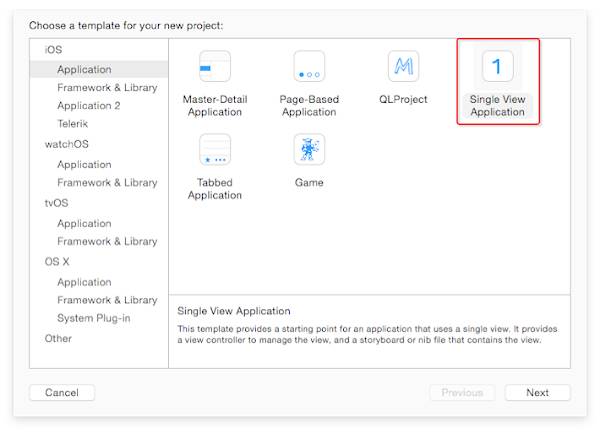 Choose a template for your new project:
iOS
Application
Framework & Library
Application 2
Telerik
watchOS
Application
Framework & Library
tvOS
Application
Framework & Library
OS X
Application
Framework & Library
System Plug-in
Other
Master-Detail
Application
Page-Based
Application
QLProject
1
Single View
Application
Tabbed
Application
Game
Single View Application
This template provides a starting point for an application that uses a single view. It provides
a view controller to manage the view, and a storyboard or nib file that contains the view.
Cancel
Previous
Next